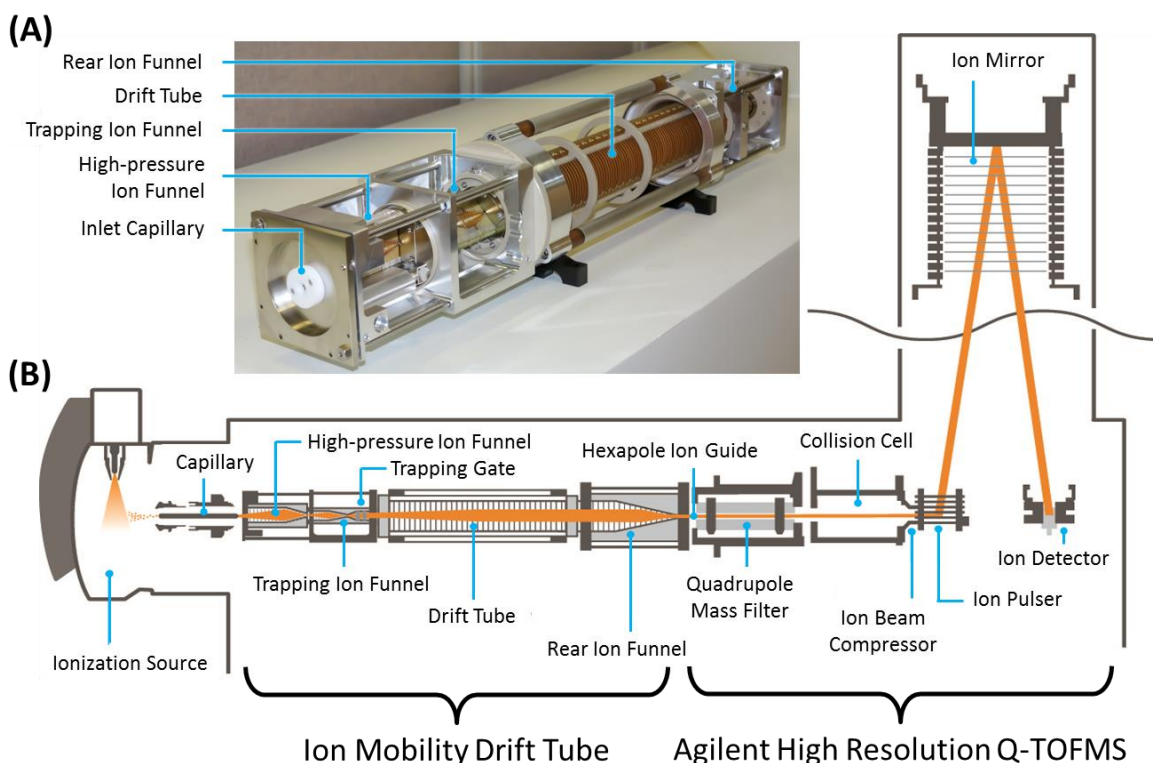 (A)
Rear Ion Funnel
Drift Tube
Trapping Ion Funnel
High-pressure
Ion Funnel
Inlet Capillary
Ion Mirror
(B)
High-pressure Ion Funnel
Capillary
Trapping Gate
Hexapole Ion Guide
Collision Cell
Trapping Ion Funnel
Drift Tube
Rear Ion Funnel
Quadrupole
Mass Filter
Ion Beam
Compressor
Ion Pulser
Ion Detector
Ionization Source
Ion Mobility Drift Tube
Agilent High Resolution Q-TOFMS